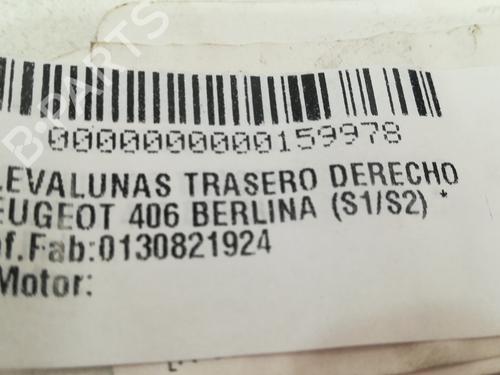 0000000000159978
LEVALUNAS TRASERO DERECHO
EUGEOT 406 BERLINA (S1/S2) *
f.Fab:0130821924
Motor:
B-PARTS